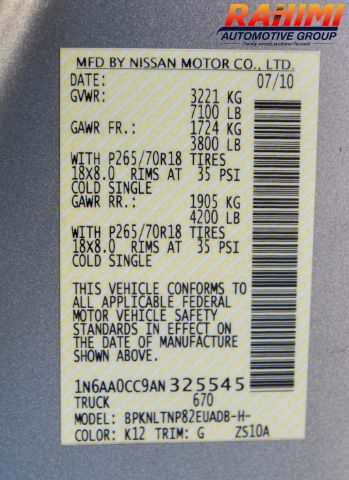 RAHIMI
AUTOMOTIVE GROUP
Family owned, customer focused
MFD BY NISSAN MOTOR CO., LTD.
DATE: 07/10
GVWR: 3221 KG
7100 LB
GAWR FR.: 1724 KG
3800 LB
WITH P265/70R18 TIRES
18X8.0 RIMS AT 35 PSI
COLD SINGLE
GAWR RR.: 1905 KG
4200 LB
WITH P265/70R18 TIRES
18X8.0 RIMS AT 35 PSI
COLD SINGLE
THIS VEHICLE CONFORMS TO
ALL APPLICABLE FEDERAL
MOTOR VEHICLE SAFETY
STANDARDS IN EFFECT ON
THE DATE OF MANUFACTURE
SHOWN ABOVE.
1N6AA0CC9AN325545
TRUCK 670
MODEL: BPKNLTNP82EUADB-H-
COLOR: K12 TRIM: G ZS10A